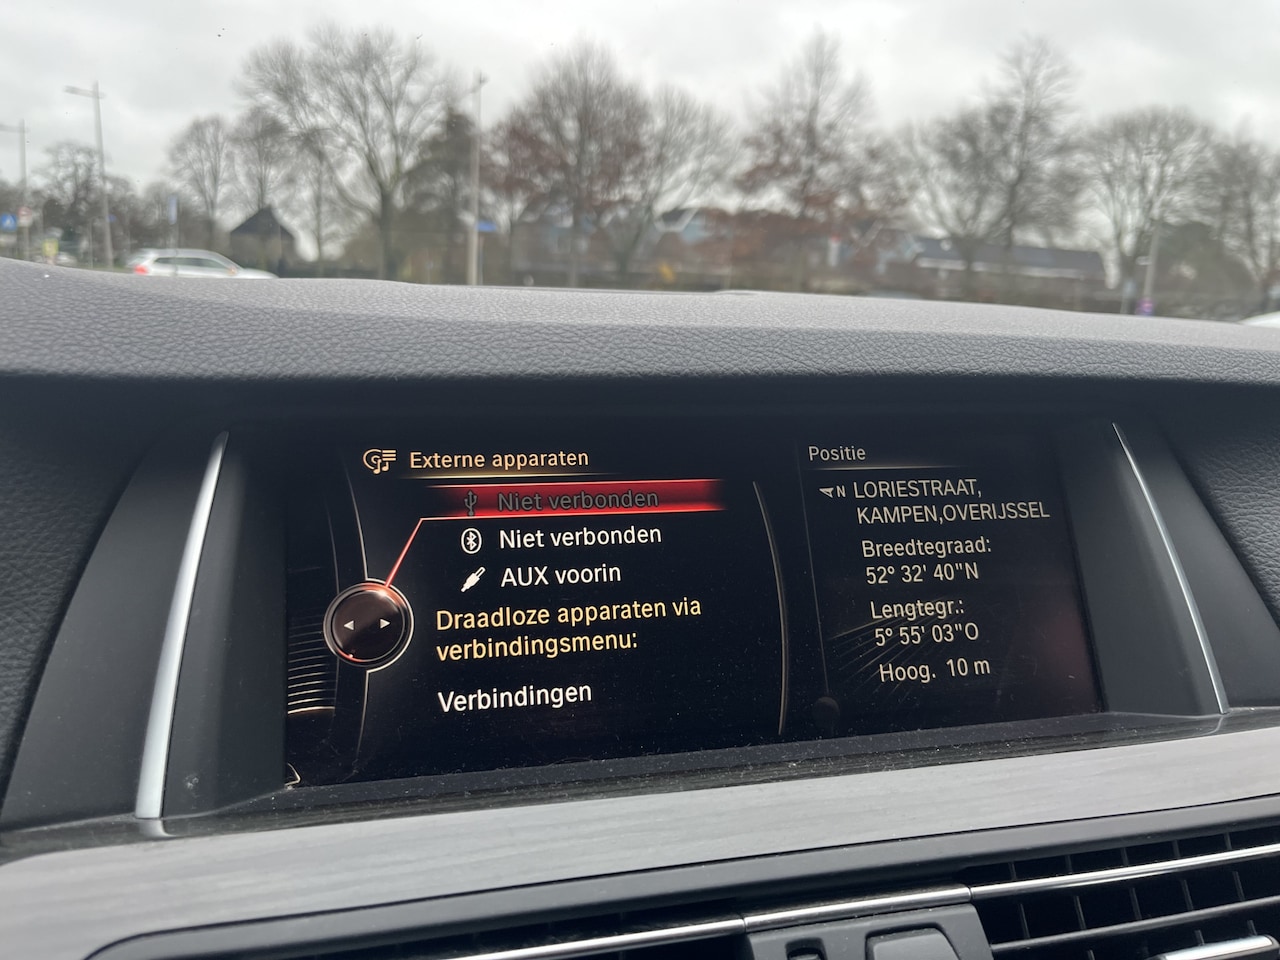 Externe apparaten
Niet verbonden
Niet verbonden
AUX voorin
Draadloze apparaten via
verbindingsmenu:
Verbindingen
Positie
N LORIESTRAAT,
KAMPEN,OVERIJSSEL
Breedtegraad:
52° 32' 40"N
Lengtegr.:
5° 55' 03"O
Hoog. 10 m